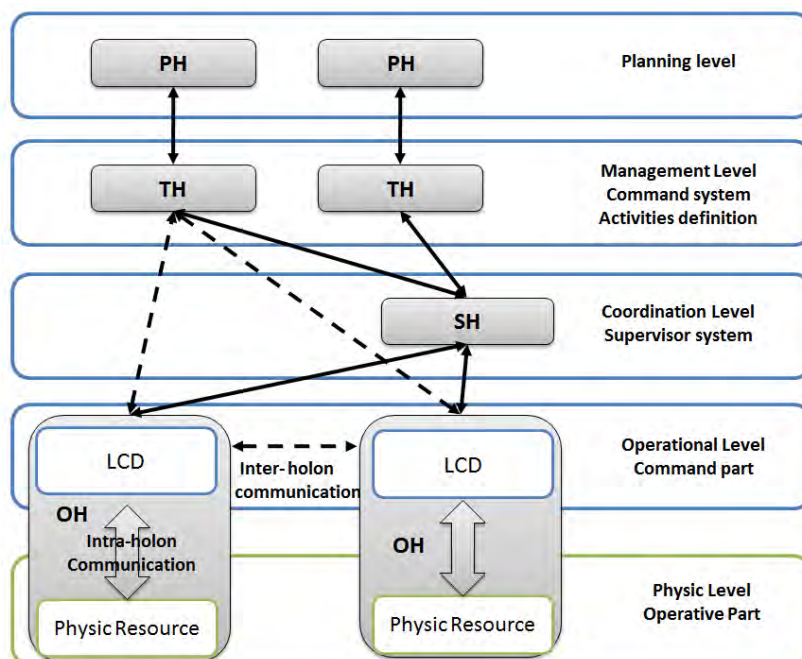 PH
PH
Planning level
TH
TH
Management Level
Command system
Activities definition
SH
Coordination Level
Supervisor system
LCD
LCD
Inter- holon
communication
Operational Level
Command part
OH
Intra-holon
Communication
OH
Physic Resource
Physic Resource
Physic Level
Operative Part